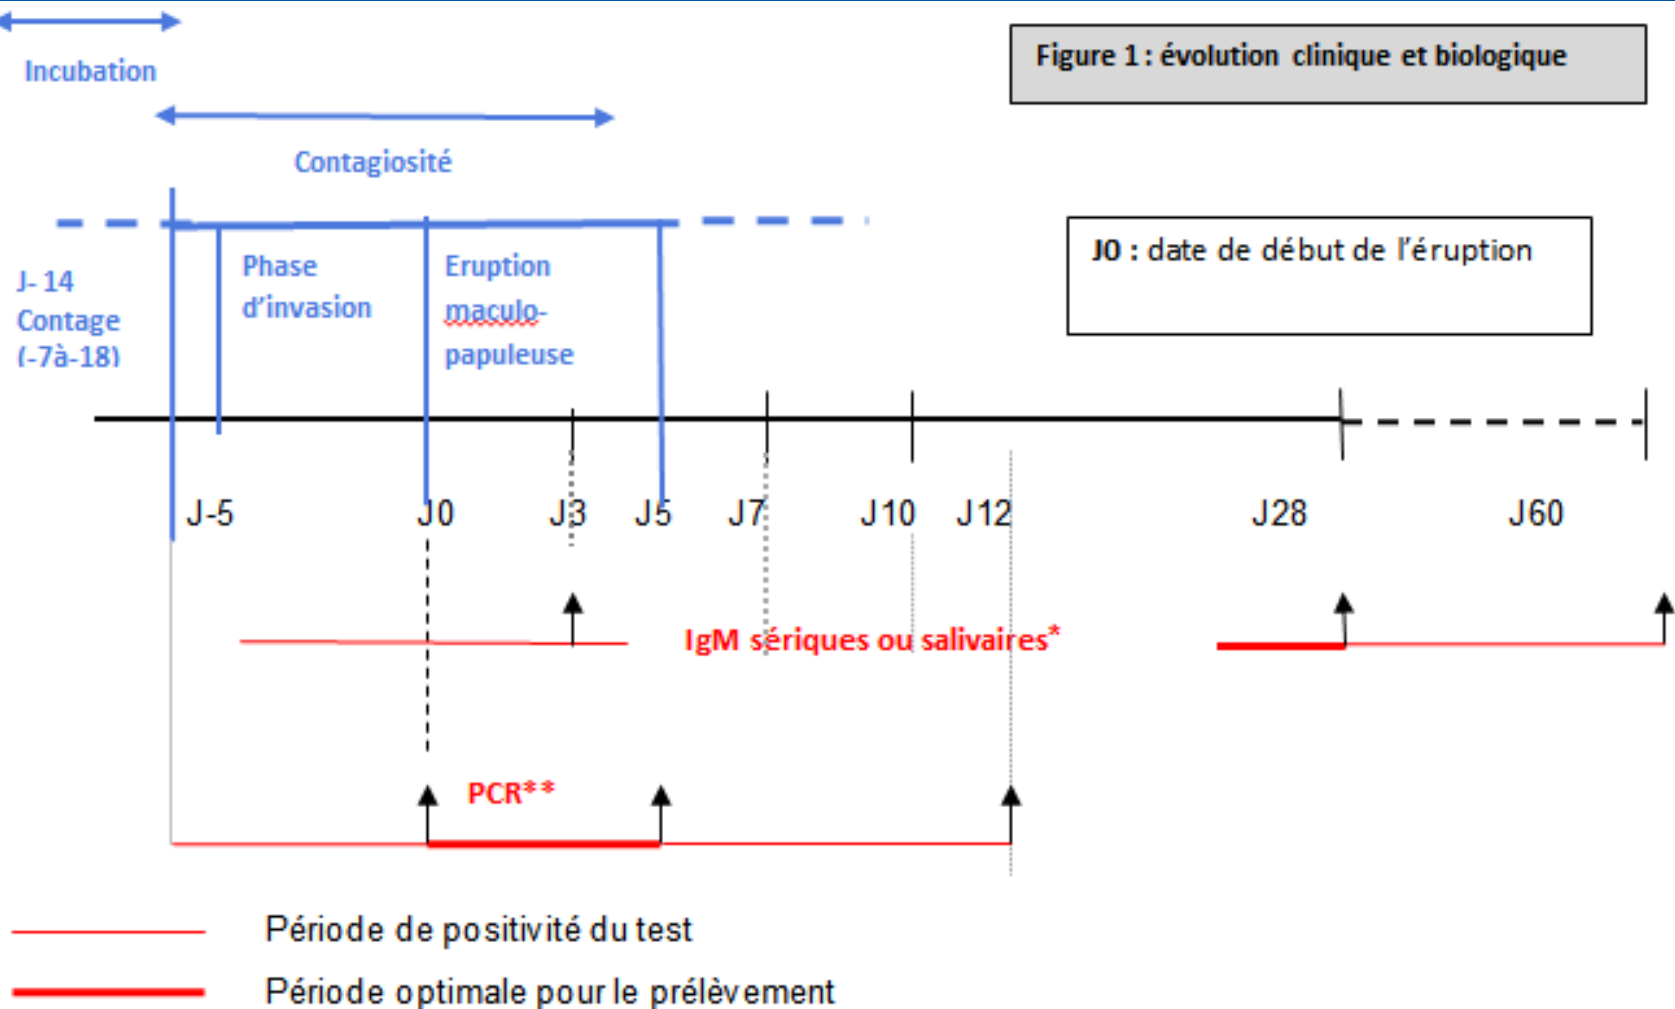 Figure 1 : évolution clinique et biologique
Incubation
Contagiosité
J0 : date de début de l'éruption
J- 14
Contage
(-7à-18)
Phase
d'invasion
Eruption
maculo-
papuleuse
J-5 J0 J3 J5 J7 J10 J12 J28 J60
IgM sériques ou salivaires*
PCR**
Période de positivité du test
Période optimale pour le prélèvement